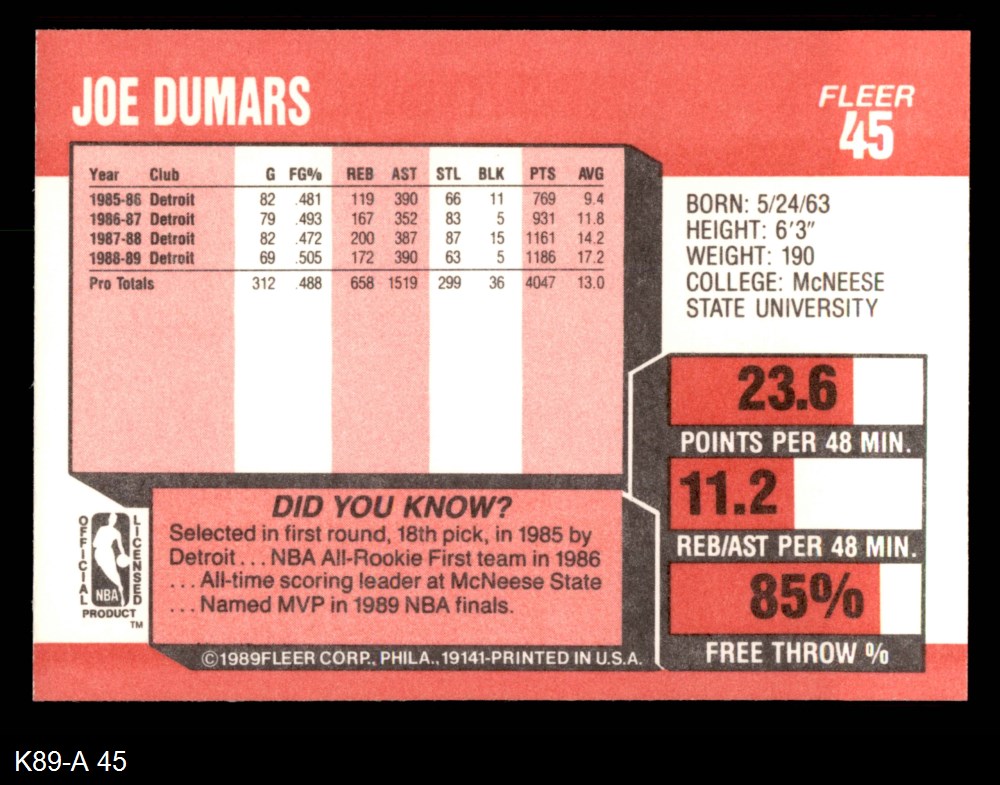 JOE DUMARS
FLEER
45
Year Club G FG% REB AST STL BLK PTS AVG
1985-86 Detroit 82 .481 119 390 66 11 769 9.4
1986-87 Detroit 79 .493 167 352 83 5 931 11.8
1987-88 Detroit 82 .472 200 387 87 15 1161 14.2
1988-89 Detroit 69 .505 172 390 63 5 1186 17.2
Pro Totals 312 .488 658 1519 299 36 4047 13.0
BORN: 5/24/63
HEIGHT: 6'3"
WEIGHT: 190
COLLEGE: McNEESE
STATE UNIVERSITY
23.6
POINTS PER 48 MIN.
11.2
REB/AST PER 48 MIN.
85%
FREE THROW %
DID YOU KNOW?
Selected in first round, 18th pick, in 1985 by
Detroit... NBA All-Rookie First team in 1986
...All-time scoring leader at McNeese State
...Named MVP in 1989 NBA finals.
OFFICIAL
LICENSED
NBA
PRODUCT
TM
©1989FLEER CORP., PHILA., 19141-PRINTED IN U.S.A.
K89-A 45